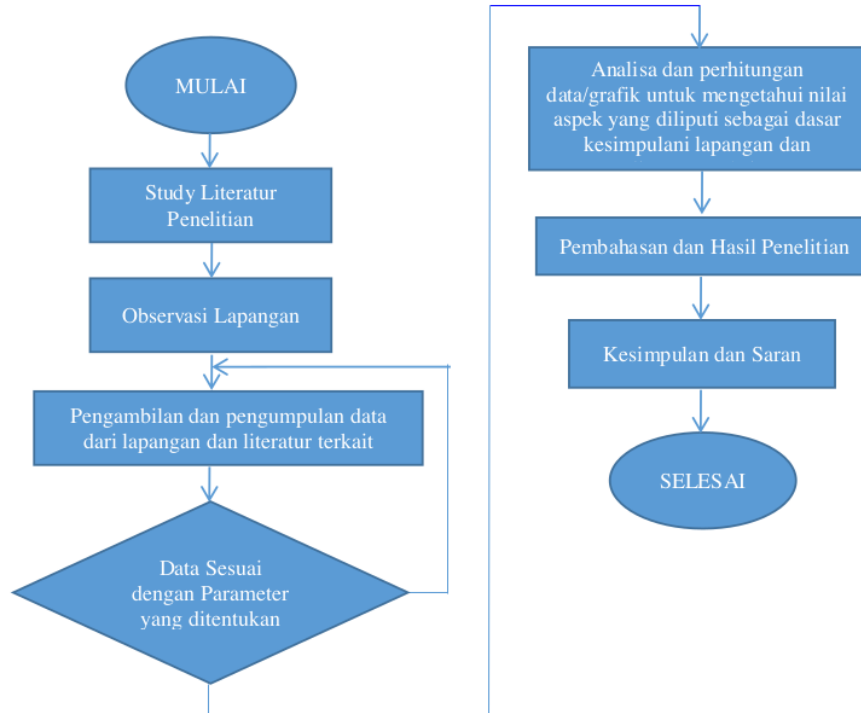 MULAI
Study Literatur
Penelitian
Observasi Lapangan
Pengambilan dan pengumpulan data
dari lapangan dan literatur terkait
Data Sesuai
dengan Parameter
yang ditentukan
Analisa dan perhitungan
data/grafik untuk mengetahui nilai
aspek yang diliputi sebagai dasar
kesimpulani lapangan dan
Pembahasan dan Hasil Penelitian
Kesimpulan dan Saran
SELESAI